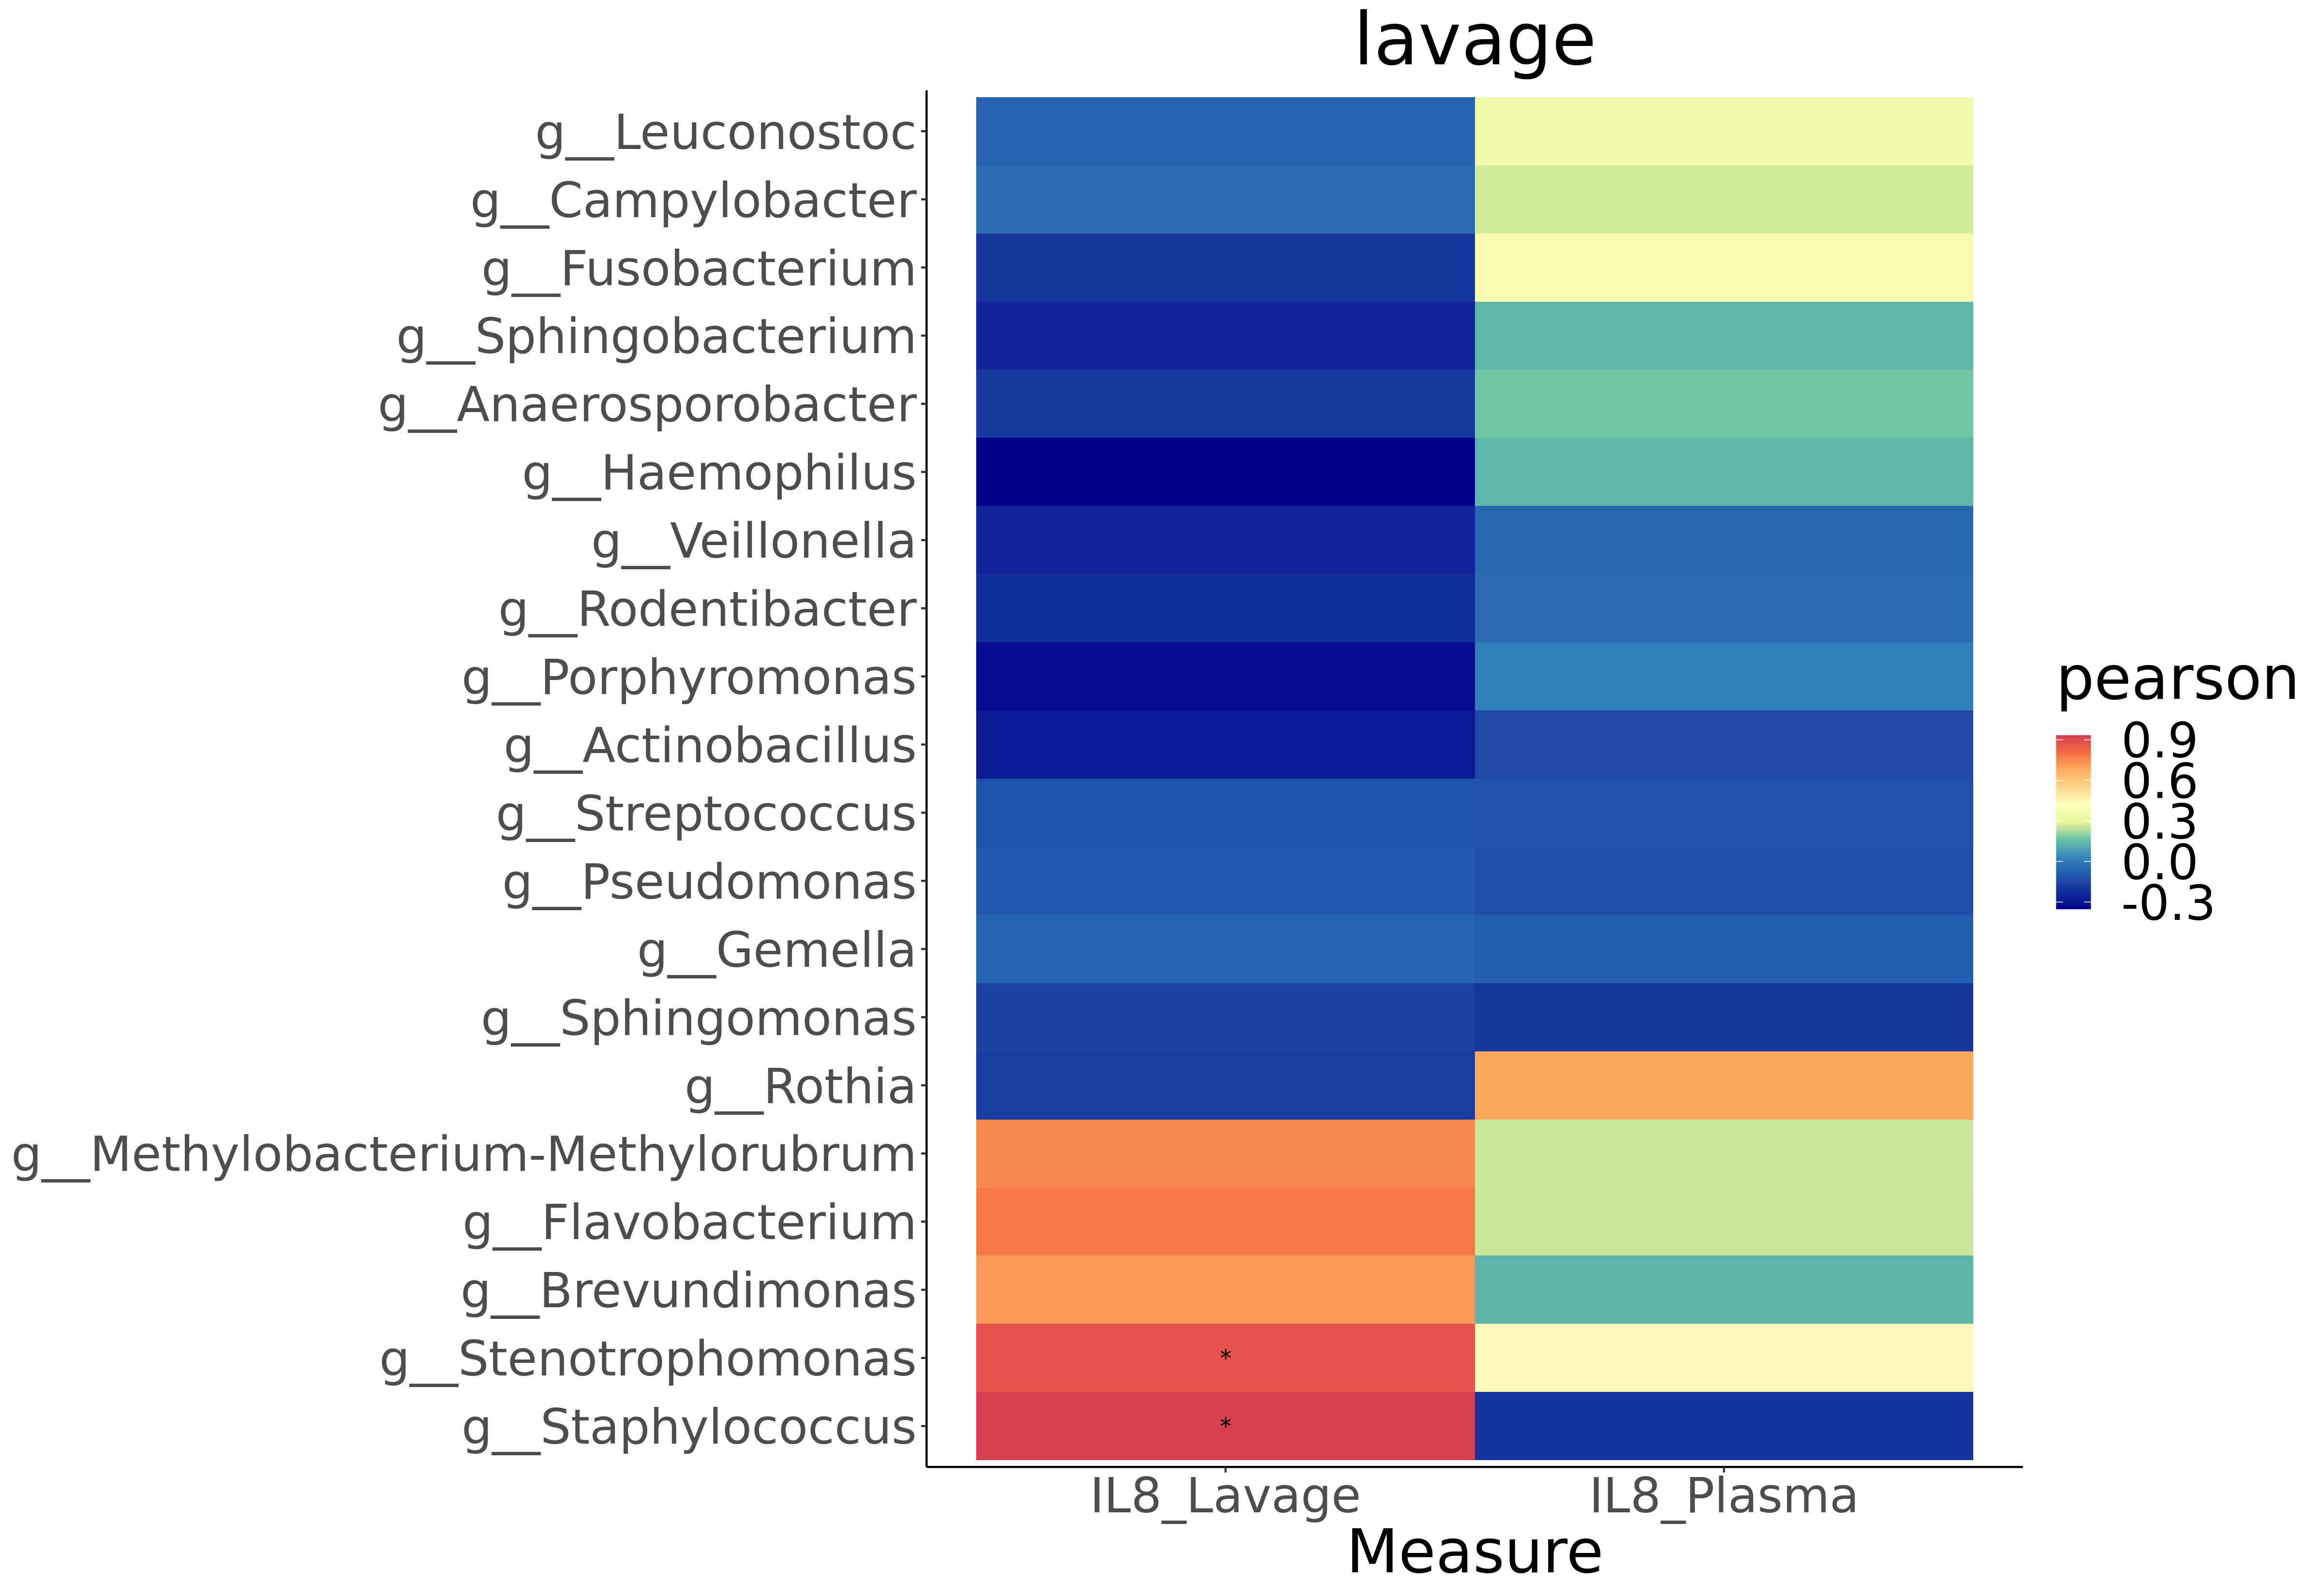 lavage
g__Leuconostoc
g__Campylobacter
g__Fusobacterium
g__Sphingobacterium
g__Anaerosporobacter
g__Haemophilus
g__Veillonella
g__Rodentibacter
g__Porphyromonas
g__Actinobacillus
g__Streptococcus
g__Pseudomonas
g__Gemella
g__Sphingomonas
g__Rothia
g__Methylobacterium-Methylorubrum
g__Flavobacterium
g__Brevundimonas
g__Stenotrophomonas
*
g__Staphylococcus
*
IL8_Lavage
IL8_Plasma
Measure
pearson
0.9
0.6
0.3
0.0
-0.3